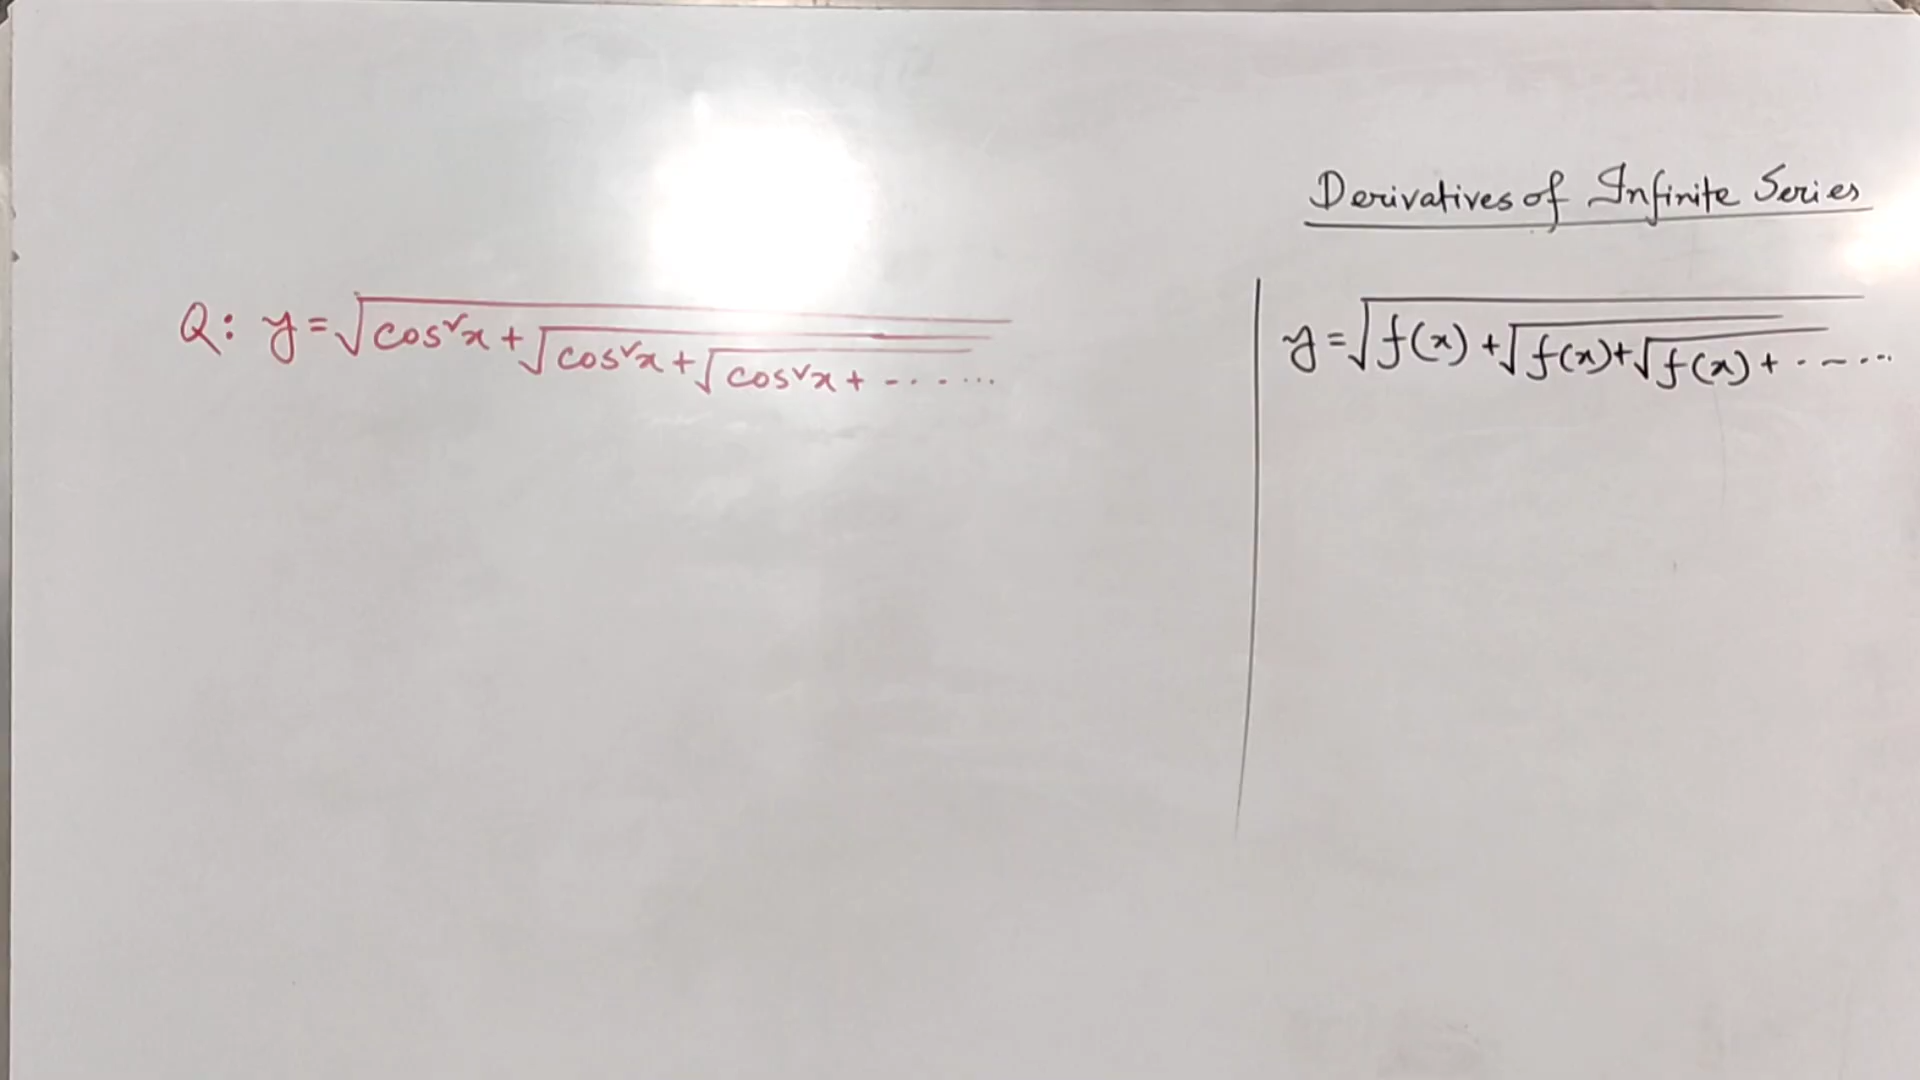 Derivatives of Infinite Series
Q: y = √(cos²x + √(cos²x + √(cos²x + -.....
y = √(f(x) + √(f(x) + √(f(x) + ·-~-···